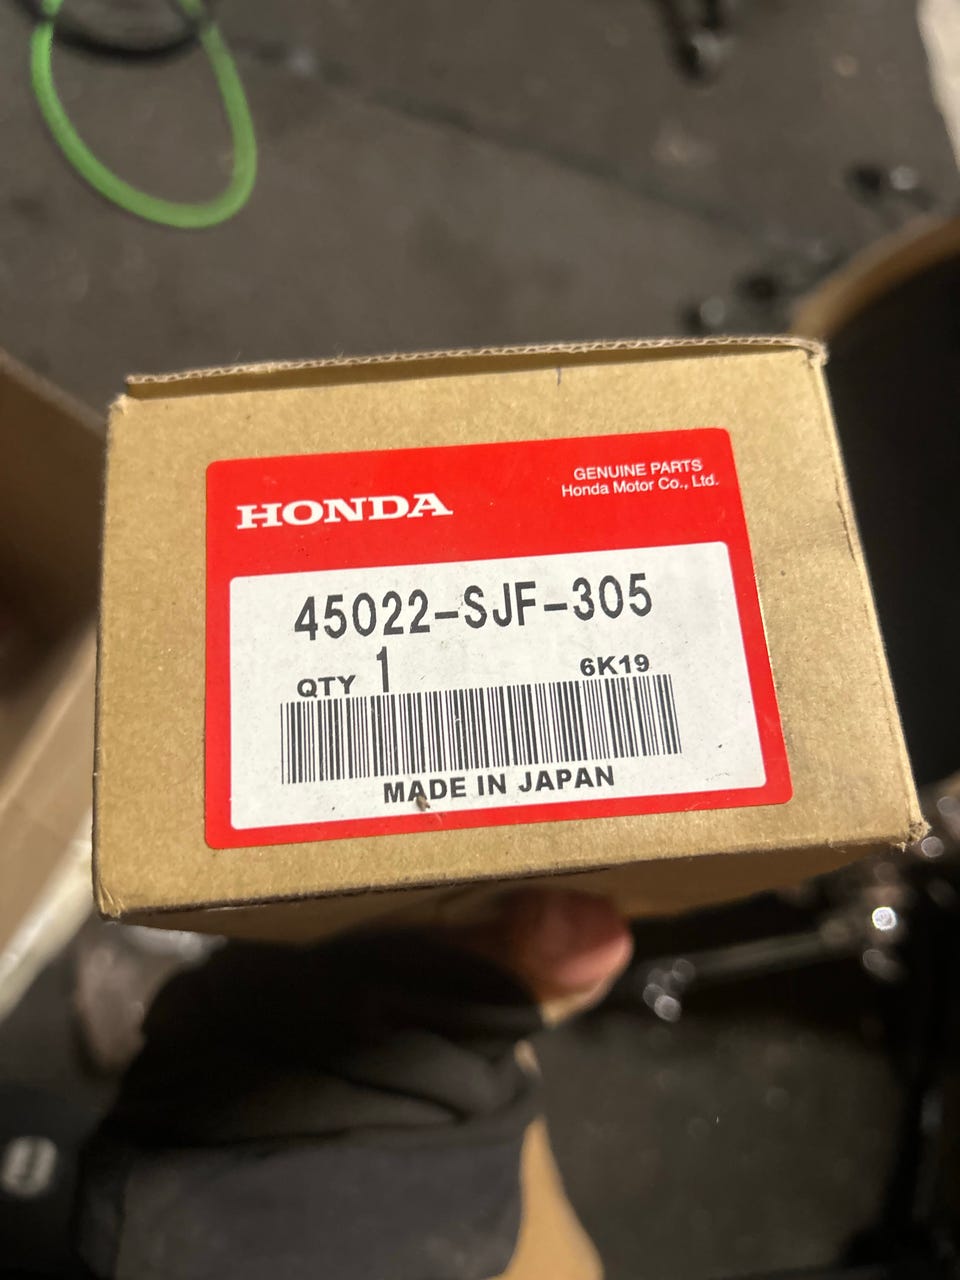 HONDA
GENUINE PARTS
Honda Motor Co., Ltd.
45022-SJF-305
QTY 1
6K19
MADE IN JAPAN